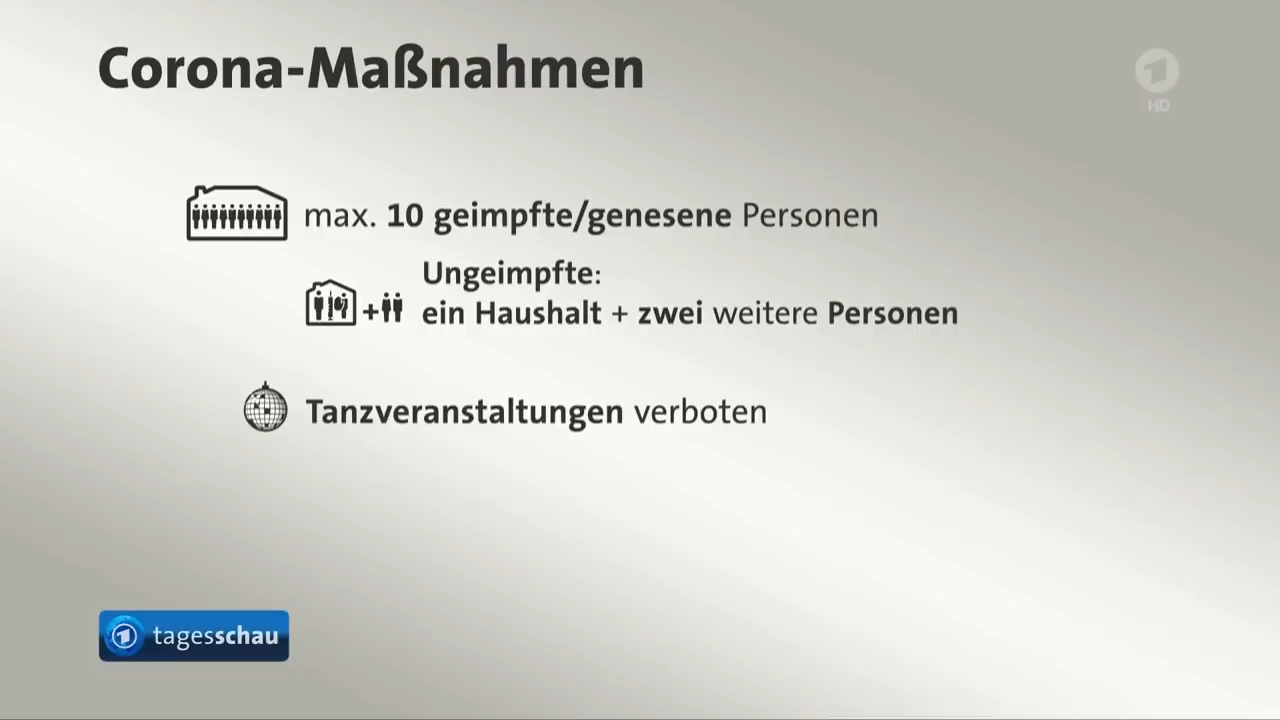 Corona-Maßnahmen
HD
max. 10 geimpfte/genesene Personen
Ungeimpfte:
ein Haushalt + zwei weitere Personen
Tanzveranstaltungen verboten
tagesschau